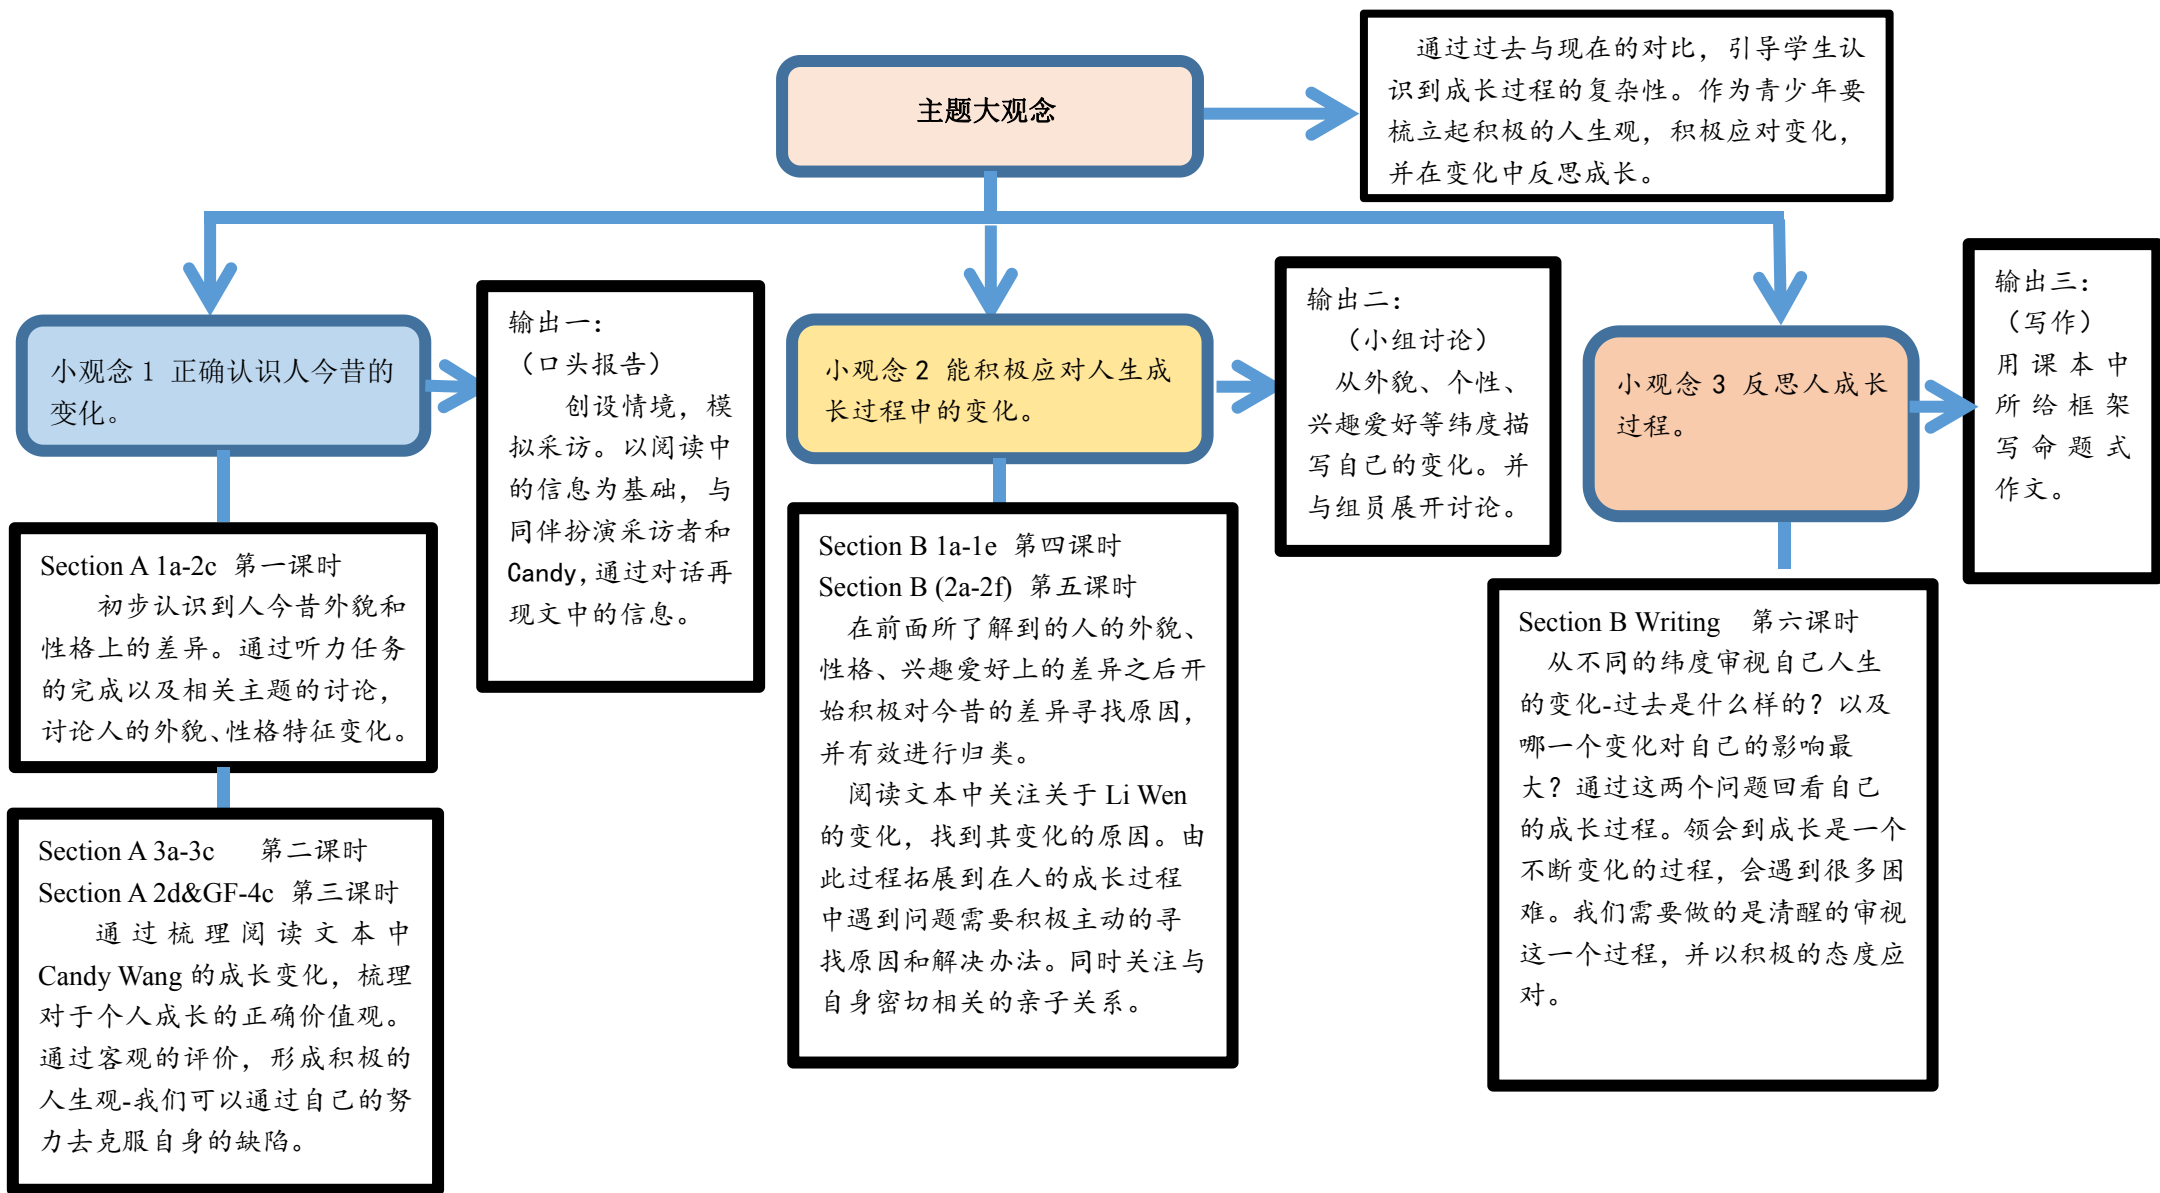 主题大观念
通过过去与现在的对比，引导学生认
识到成长过程的复杂性。作为青少年要
梳立起积极的人生观，积极应对变化，
并在变化中反思成长。
小观念 1 正确认识人今昔的
变化。
输出一：
（口头报告）
创设情境，模
拟采访。以阅读中
的信息为基础，与
同伴扮演采访者和
Candy,通过对话再
现文中的信息。
小观念 2 能积极应对人生成
长过程中的变化。
输出二：
（小组讨论）
从外貌、个性、
兴趣爱好等纬度描
写自己的变化。并
与组员展开讨论。
小观念 3 反思人成长
过程。
输出三：
（写作）
用课本中
所给框架
写命题式
作文。
Section A 1a-2c 第一课时
初步认识到人今昔外貌和
性格上的差异。通过听力任务
的完成以及相关主题的讨论，
讨论人的外貌、性格特征变化。
Section A 3a-3c 第二课时
Section A 2d&GF-4c 第三课时
通过梳理阅读文本中
Candy Wang 的成长变化，梳理
对于个人成长的正确价值观。
通过客观的评价，形成积极的
人生观-我们可以通过自己的努
力去克服自身的缺陷。
Section B 1a-1e 第四课时
Section B (2a-2f) 第五课时
在前面所了解到的人的外貌、
性格、兴趣爱好上的差异之后开
始积极对今昔的差异寻找原因，
并有效进行归类。
阅读文本中关注关于 Li Wen
的变化，找到其变化的原因。由
此过程拓展到在人的成长过程
中遇到问题需要积极主动的寻
找原因和解决办法。同时关注与
自身密切相关的亲子关系。
Section B Writing 第六课时
从不同的纬度审视自己人生
的变化-过去是什么样的？以及
哪一个变化对自己的影响最
大？通过这两个问题回看自己
的成长过程。领会到成长是一个
不断变化的过程，会遇到很多困
难。我们需要做的是清醒的审视
这一个过程，并以积极的态度应
对。